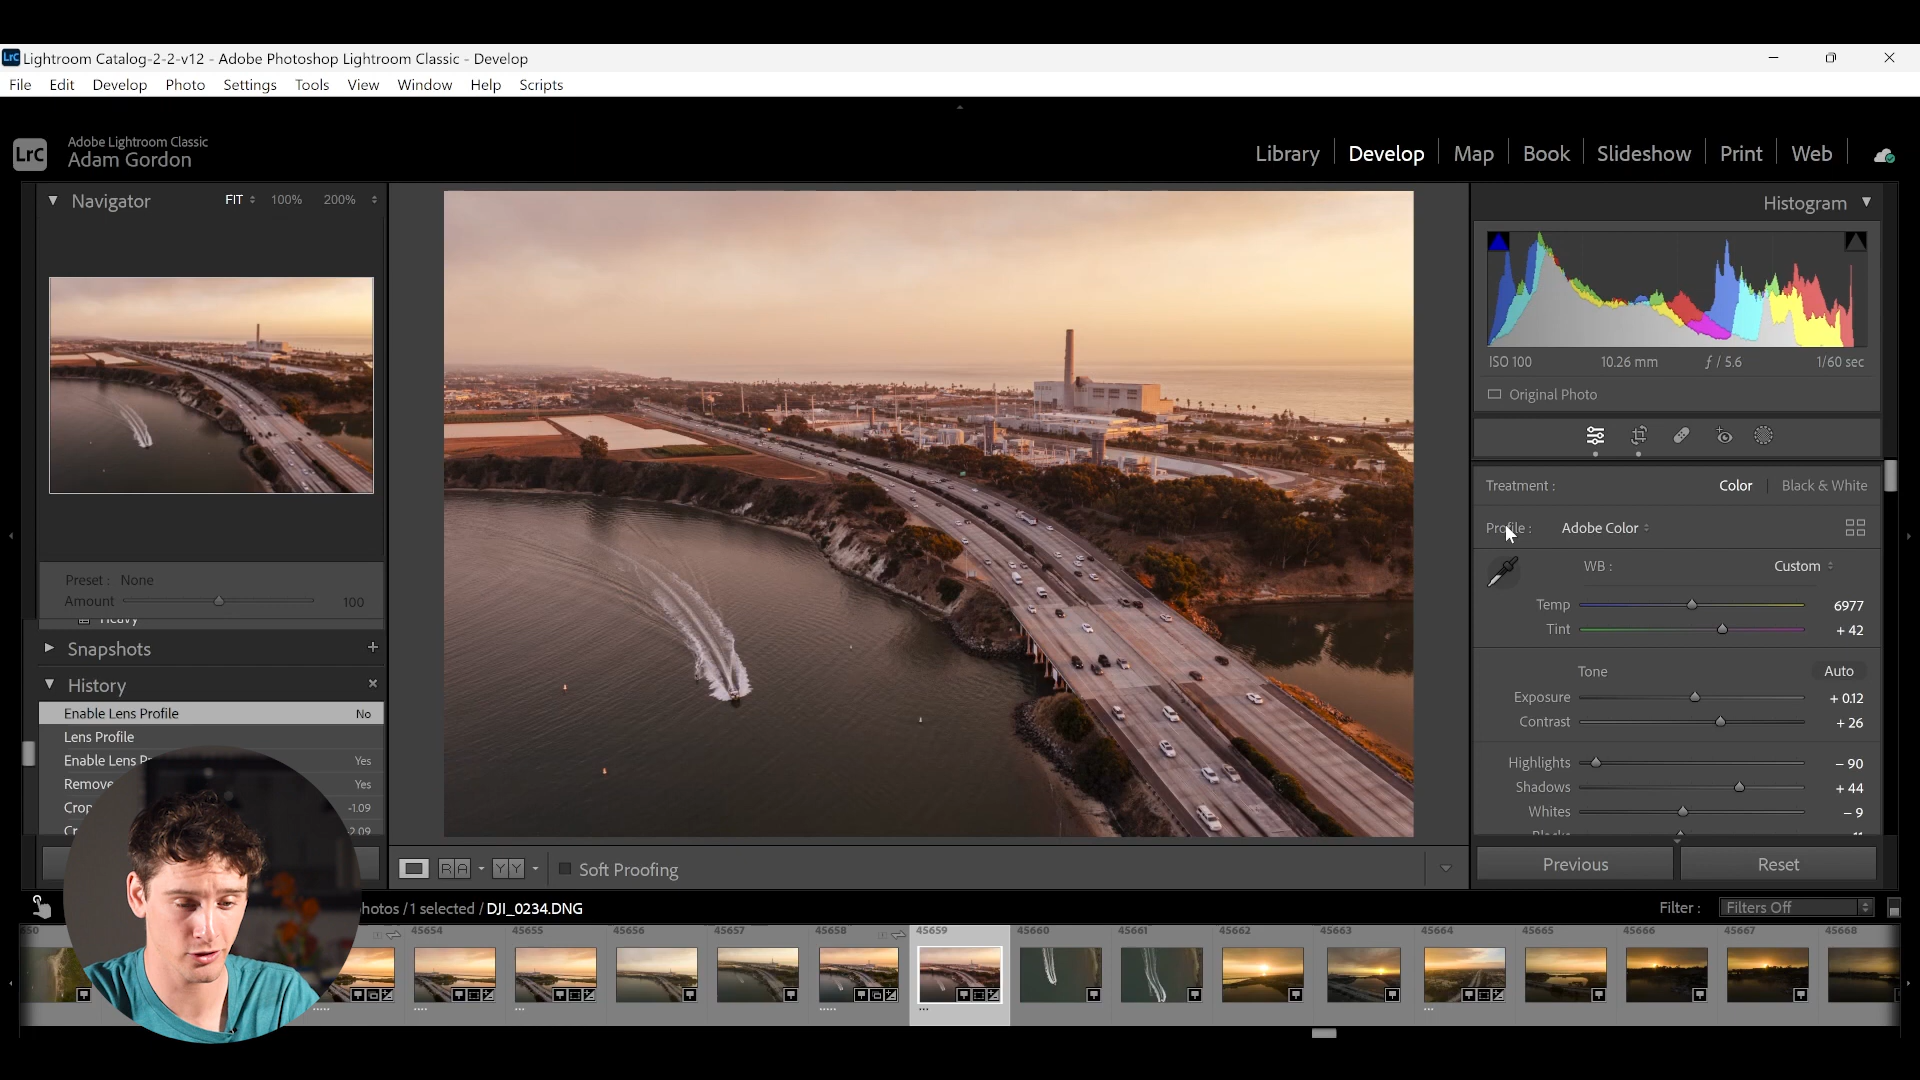 LrC Lightroom Catalog-2-2-v12 - Adobe Photoshop Lightroom Classic - Develop
File Edit Develop Photo Settings Tools View Window Help Scripts
LrC
Adobe Lightroom Classic
Adam Gordon
Library Develop Map Book Slideshow Print Web
Navigator FIT 100% 200%
Histogram
ISO 100 10.26 mm ƒ / 5.6 1/60 sec
Original Photo
Treatment : Color Black & White
Profile : Adobe Color
WB : Custom
Temp 6977
Tint + 42
Tone Auto
Exposure + 0.12
Contrast + 26
Highlights − 90
Shadows + 44
Whites − 9
Previous Reset
Preset : None
Amount 100
Heavy
Snapshots +
History ×
Enable Lens Profile No
Lens Profile
Enable Lens Yes
Remove Yes
Crop -1.09
2.09
R A Y Y Soft Proofing
hotos / 1 selected / DJI_0234.DNG
Filter : Filters Off
45654 45655 45656 45657 45658 45659 45660 45661 45662 45663 45664 45665 45666 45667 45668